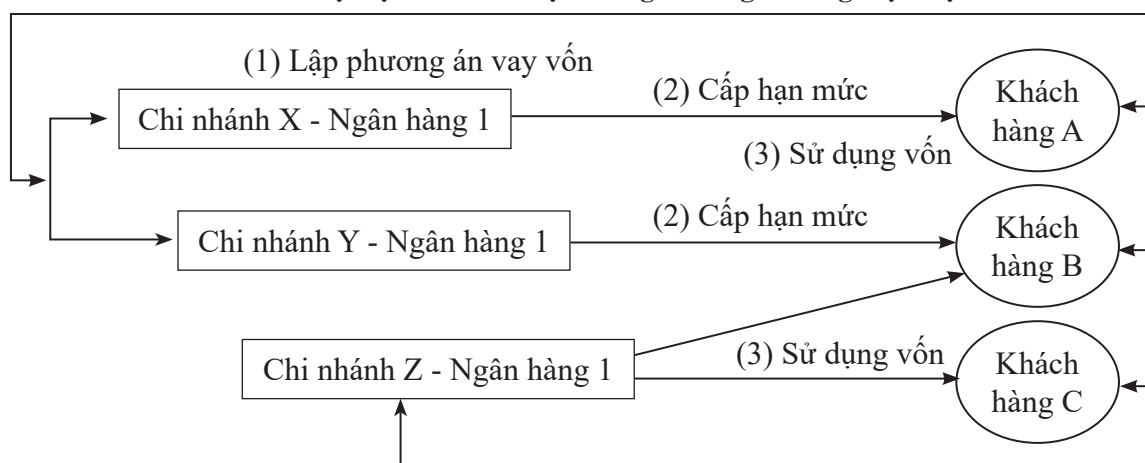 (1) Lập phương án vay vốn
(2) Cấp hạn mức
Khách
hàng A
Chi nhánh X - Ngân hàng 1
(3) Sử dụng vốn
(2) Cấp hạn mức
Khách
hàng B
Chi nhánh Y - Ngân hàng 1
(3) Sử dụng vốn
Chi nhánh Z - Ngân hàng 1
Khách
hàng C